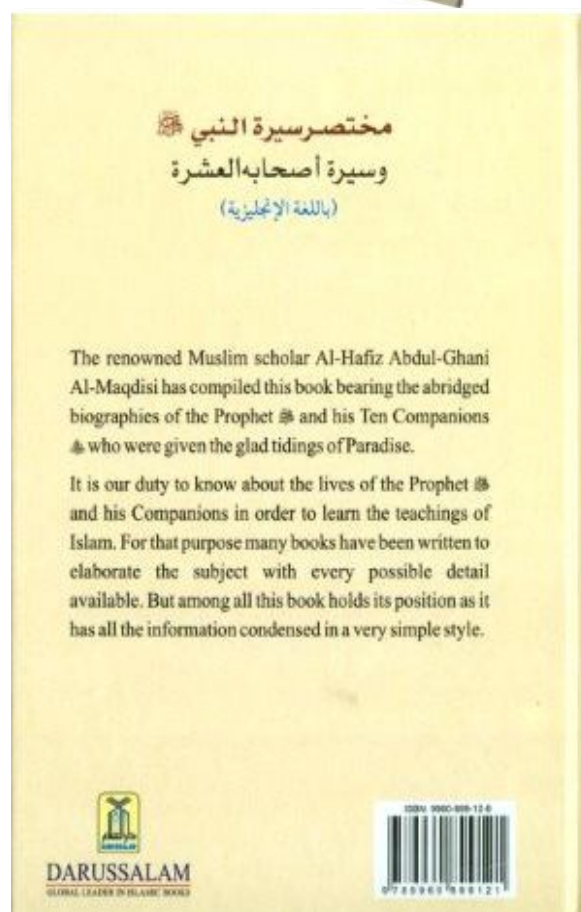 مختصر سيرة النبي ﷺ
وسيرة أصحابه العشرة
(باللغة الإنجليزية)
The renowned Muslim scholar Al-Hafiz Abdul-Ghani
Al-Maqdisi has compiled this book bearing the abridged
biographies of the Prophet ﷺ and his Ten Companions
who were given the glad tidings of Paradise.
It is our duty to know about the lives of the Prophet ﷺ
and his Companions in order to learn the teachings of
Islam. For that purpose many books have been written to
elaborate the subject with every possible detail
available. But among all this book holds its position as it
has all the information condensed in a very simple style.
DARUSSALAM
GLOBAL LEADER IN ISLAMIC BOOKS
ISBN: 9960-899-12-8
9789960899121